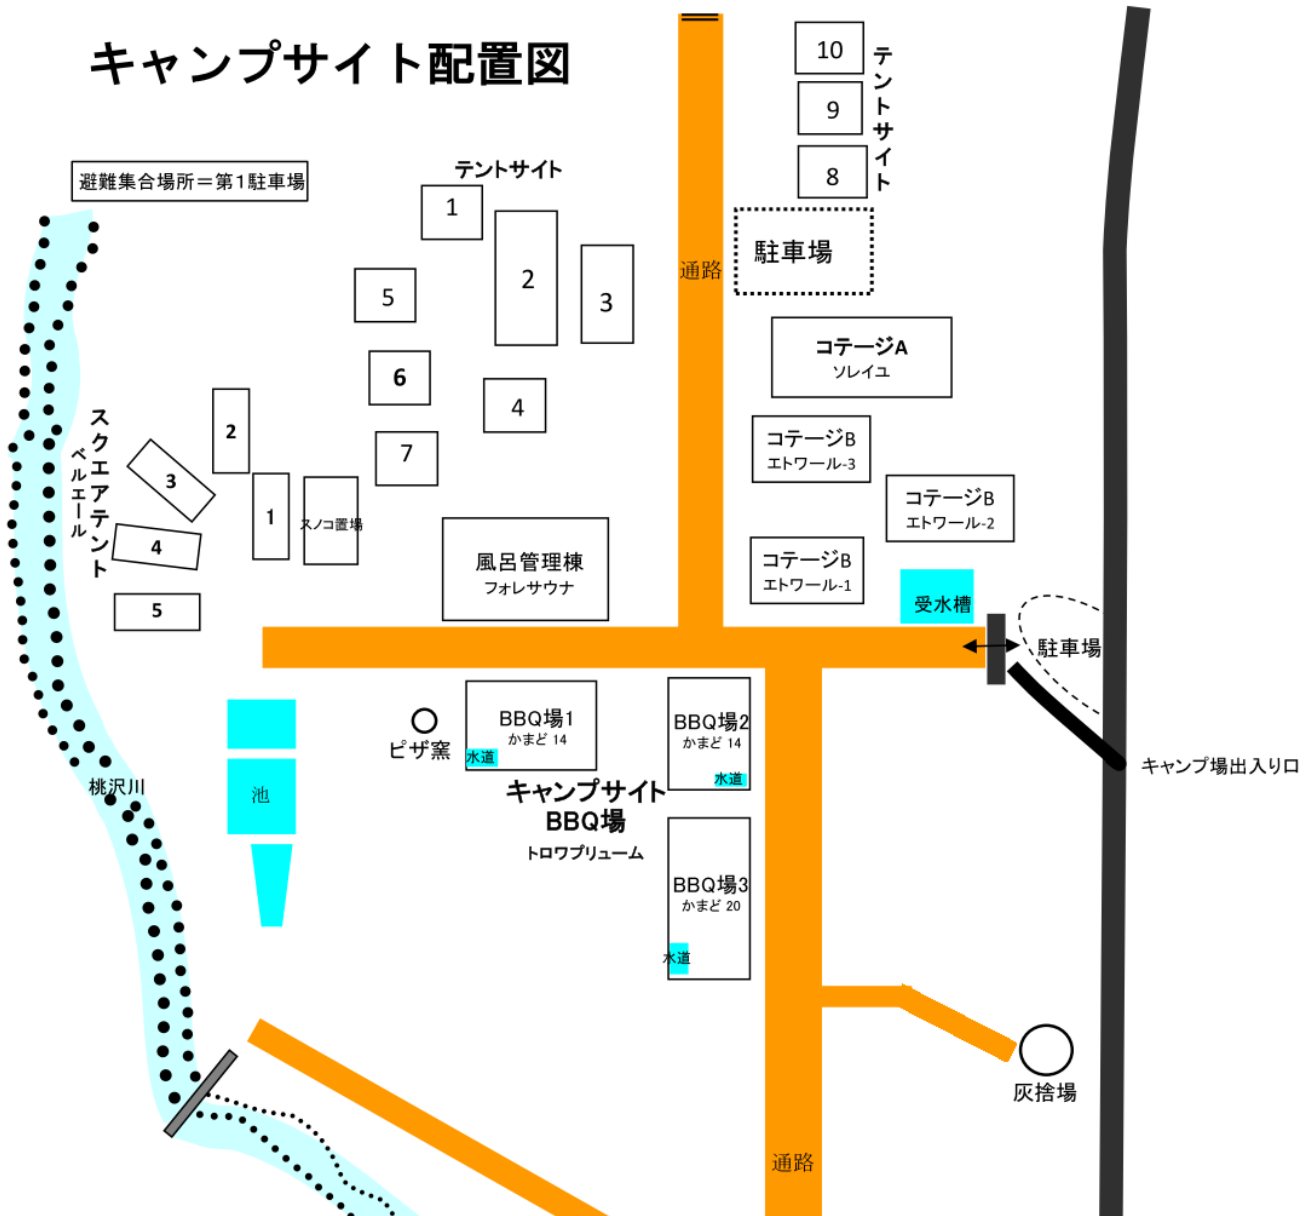 キャンプサイト配置図
避難集合場所＝第１駐車場
テントサイト
1
2
3
5
6
4
7
テントサイト
10
9
8
駐車場
通路
コテージA
ソレイユ
コテージB
エトワール-3
コテージB
エトワール-2
コテージB
エトワール-1
受水槽
駐車場
キャンプ場出入り口
スクエアテント
ベルエール
2
3
1
4
5
スノコ置場
風呂管理棟
フォレサウナ
ピザ窯
BBQ場1
かまど 14
水道
BBQ場2
かまど 14
水道
キャンプサイト
BBQ場
トロワプリューム
BBQ場3
かまど 20
水道
桃沢川
池
灰捨場
通路